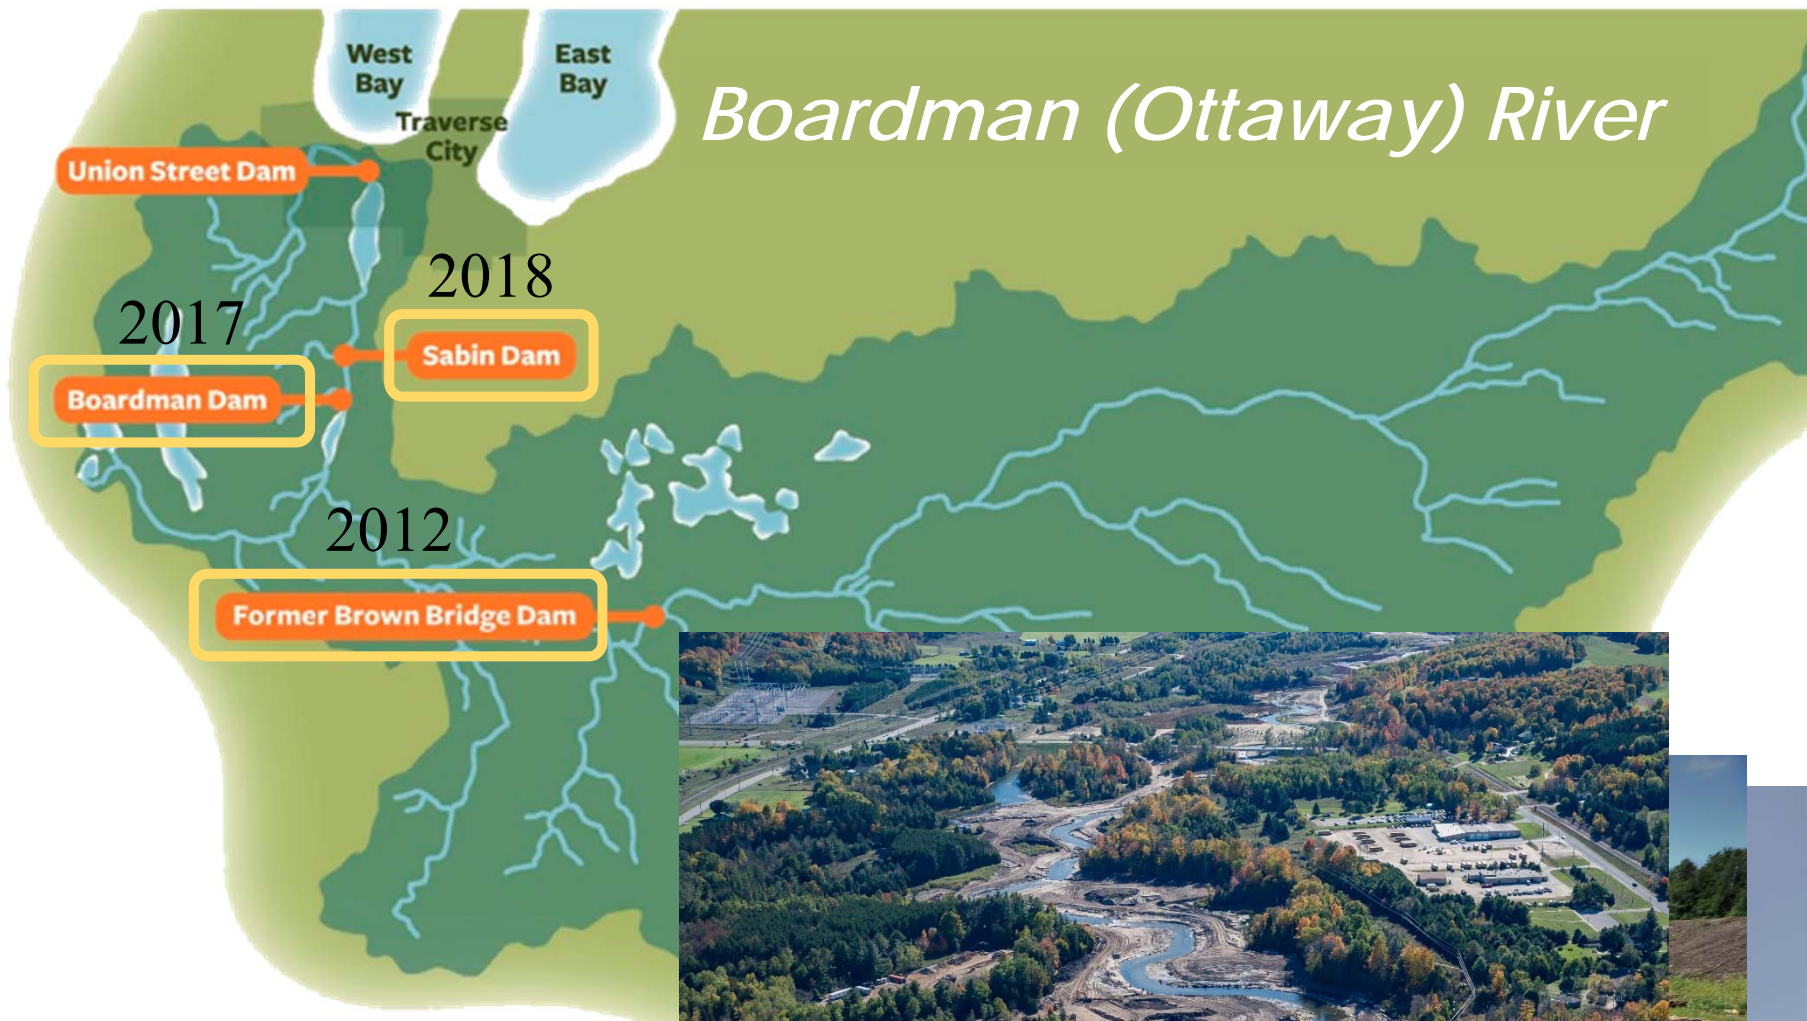 West
Bay
East
Bay
Boardman (Ottaway) River
Traverse
City
Union Street Dam
2018
2017
Sabin Dam
Boardman Dam
2012
Former Brown Bridge Dam